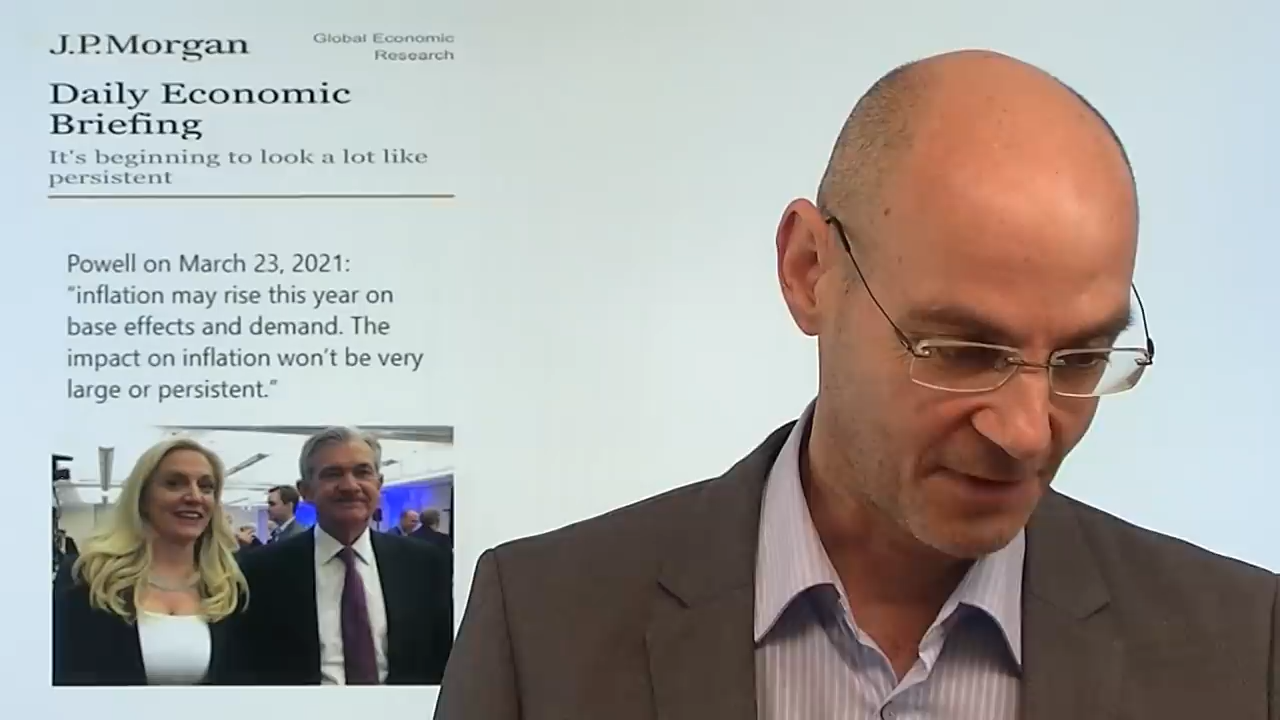 J.P.Morgan
Global Economic
Research
Daily Economic
Briefing
It's beginning to look a lot like
persistent
Powell on March 23, 2021:
“inflation may rise this year on
base effects and demand. The
impact on inflation won’t be very
large or persistent.”